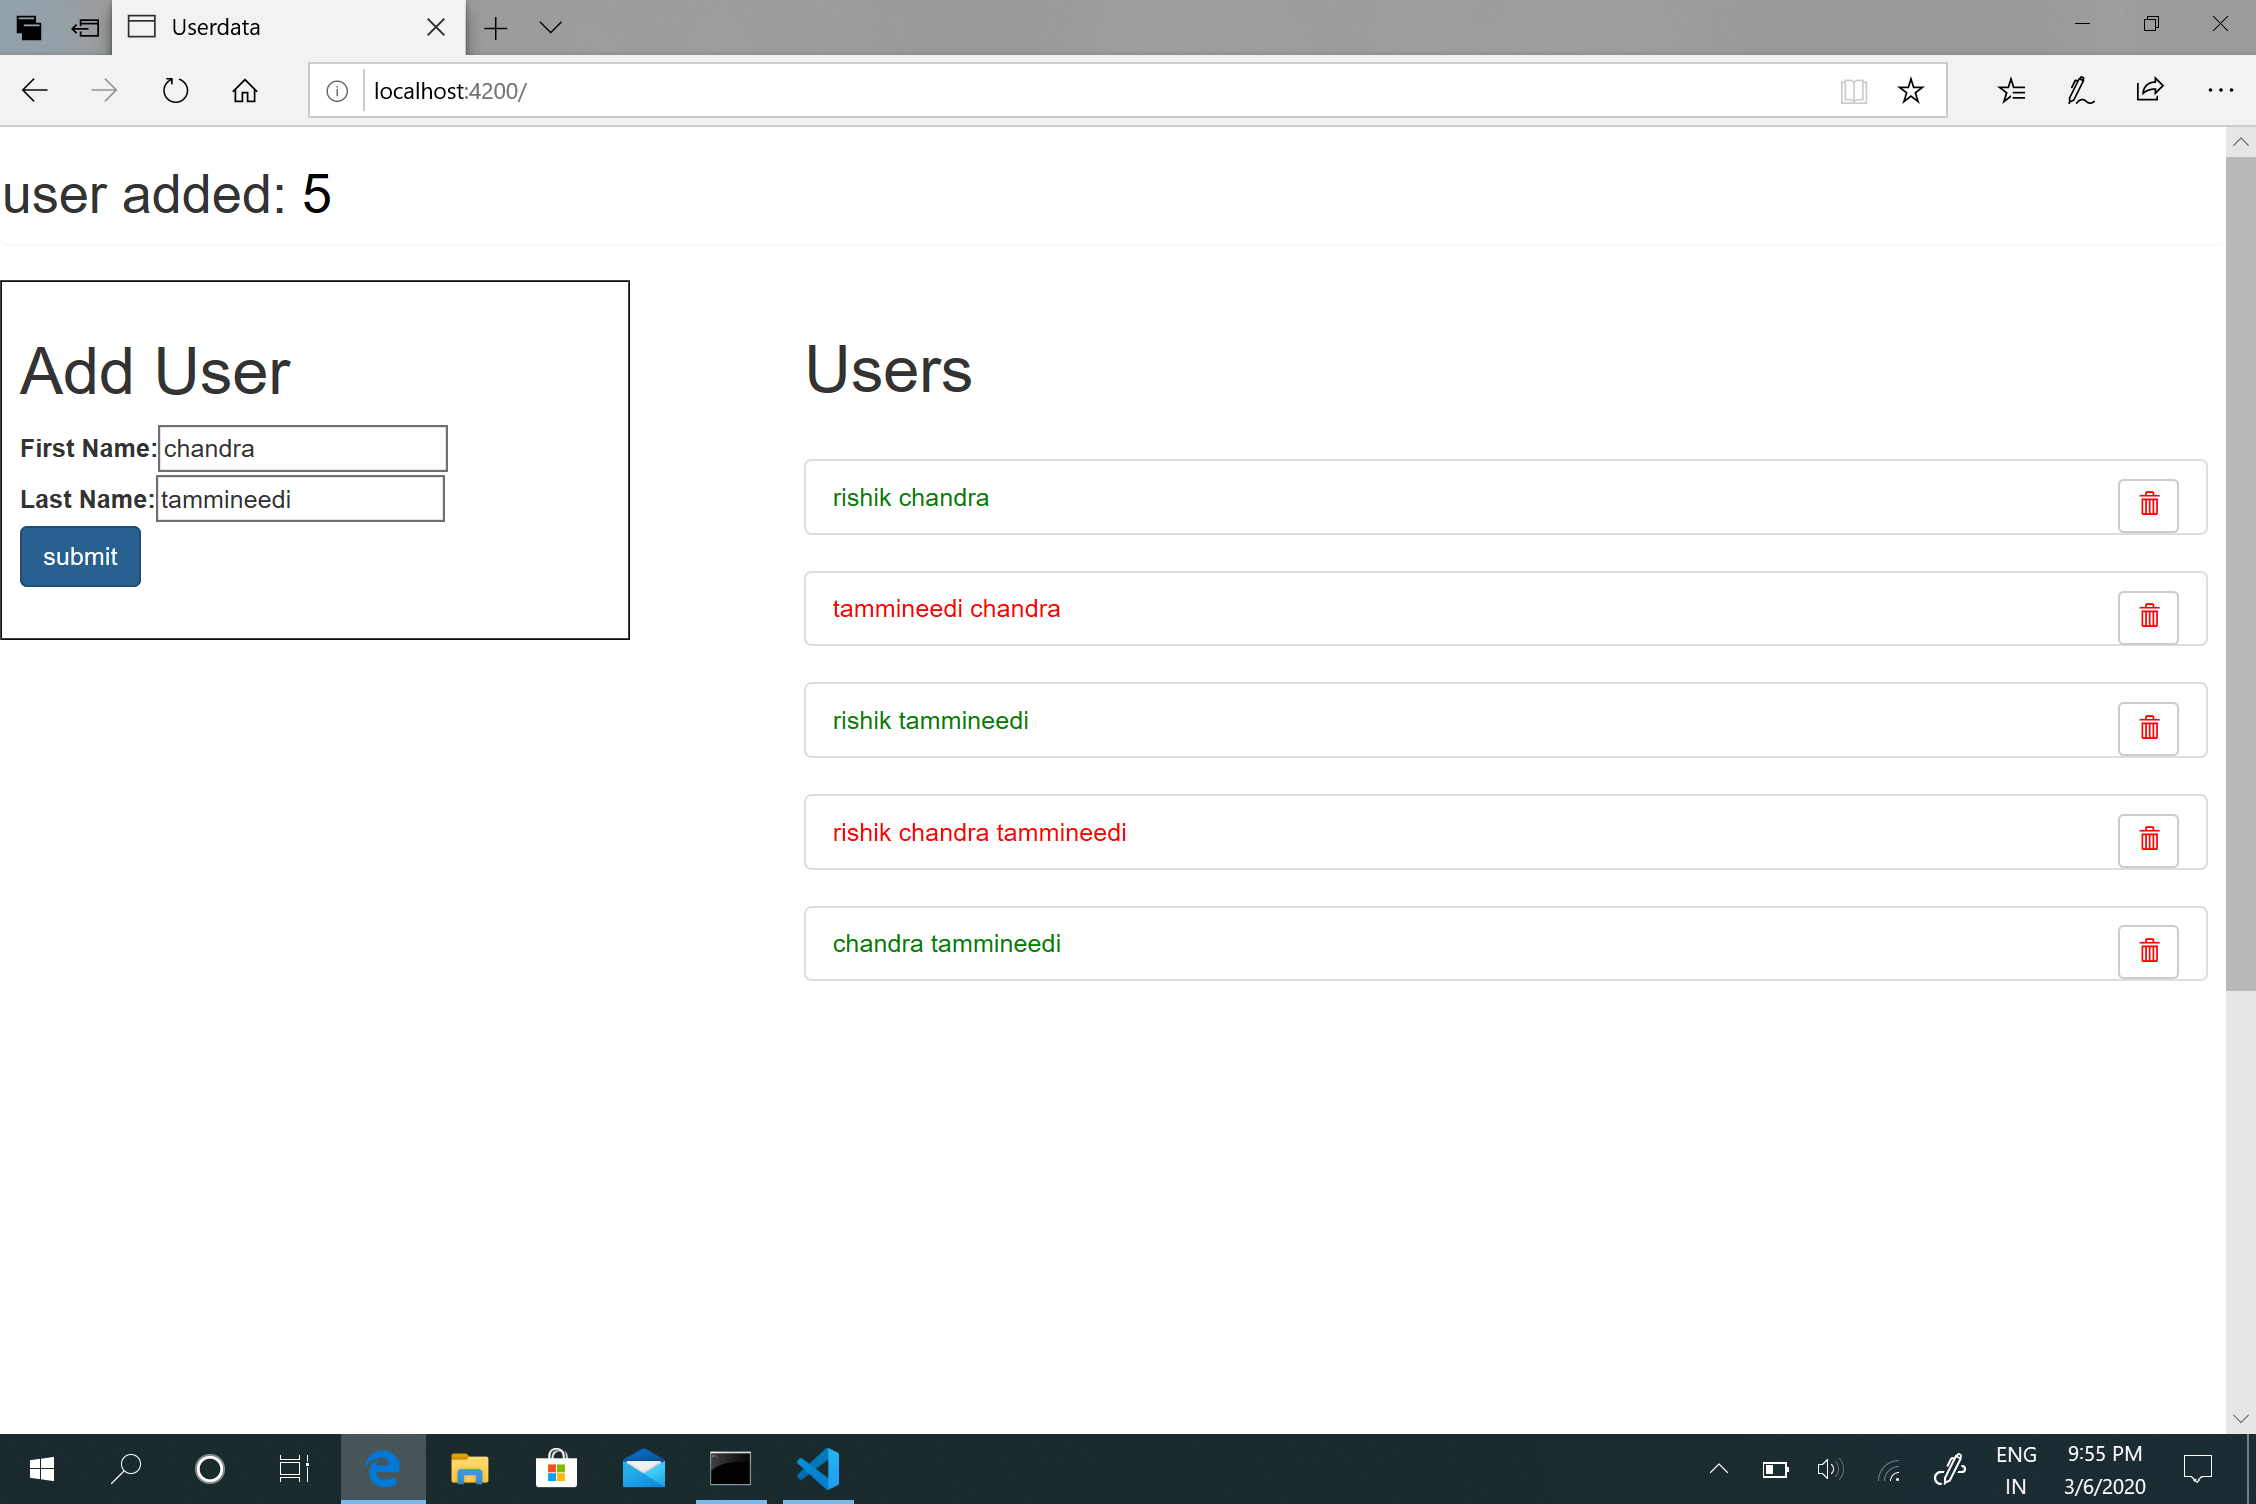 Userdata
localhost:4200/
user added: 5
Add User
First Name: chandra
Last Name: tammineedi
submit
Users
rishik chandra
tammineedi chandra
rishik tammineedi
rishik chandra tammineedi
chandra tammineedi
ENG
IN
9:55 PM
3/6/2020